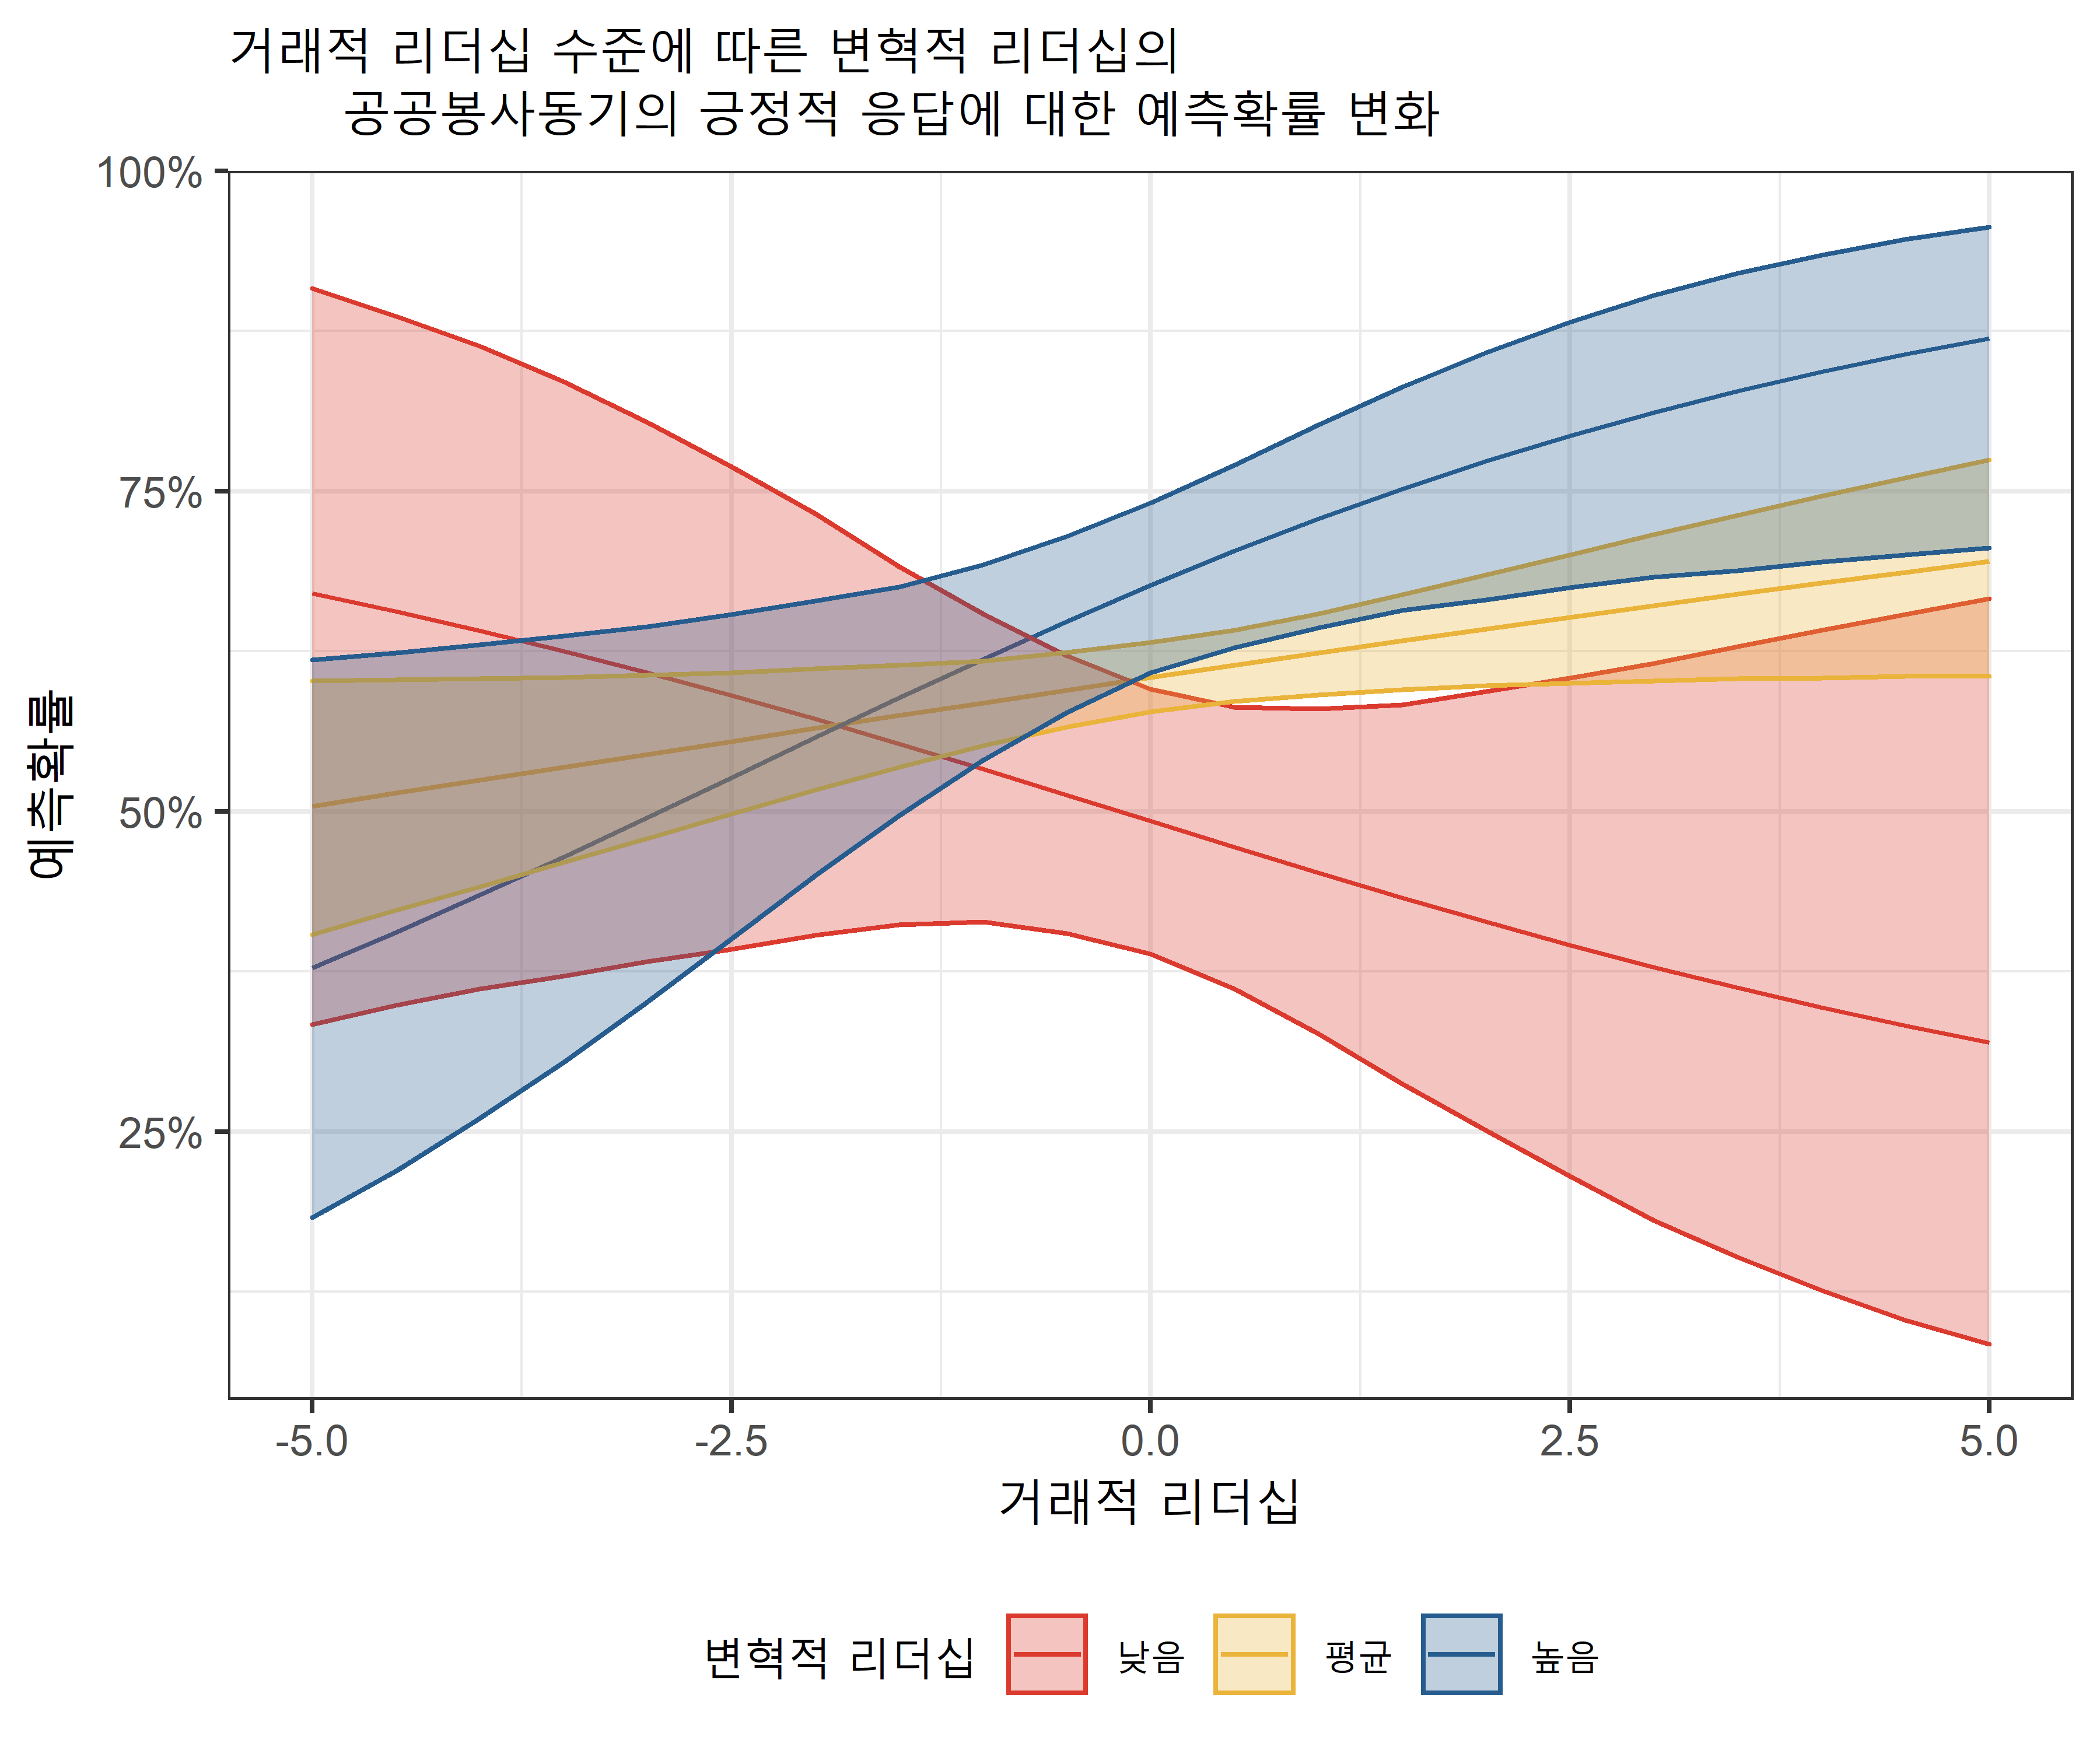 거래적 리더십 수준에 따른 변혁적 리더십의
공공봉사동기의 긍정적 응답에 대한 예측확률 변화
100%
75%
50%
25%
예측확률
-5.0 -2.5 0.0 2.5 5.0
거래적 리더십
변혁적 리더십 낮음 평균 높음